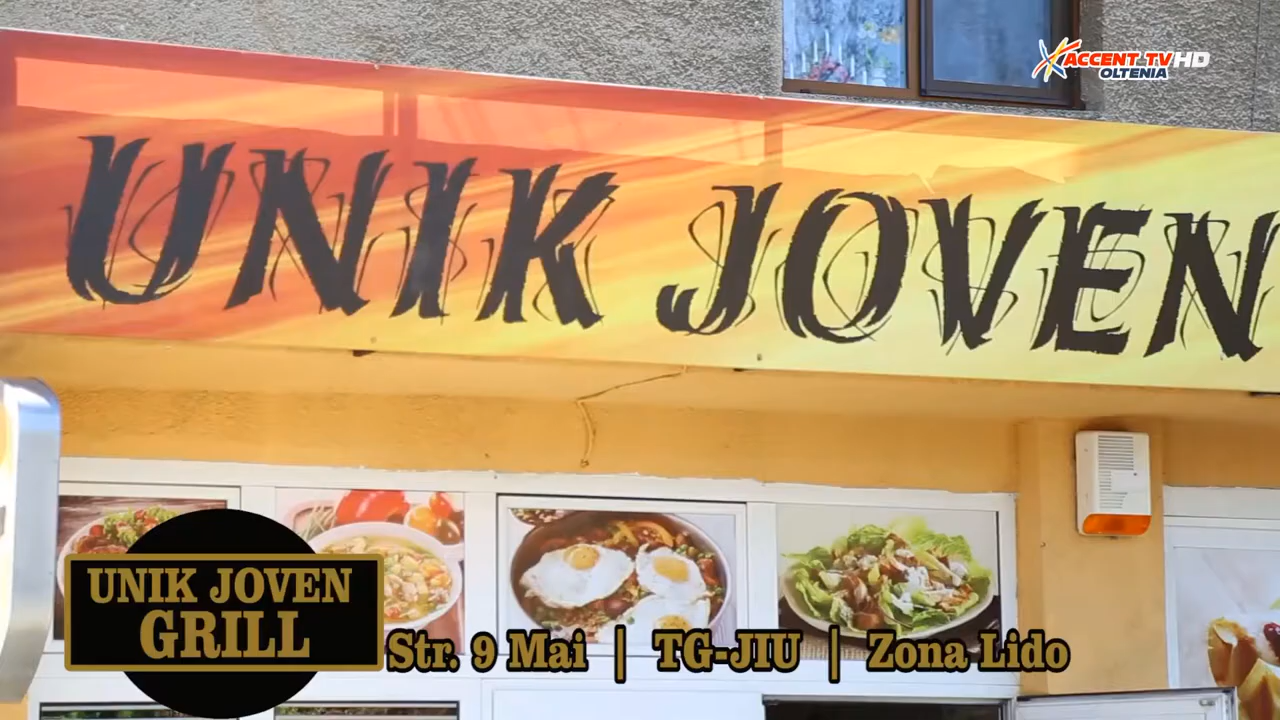 ACCENT TV HD
OLTENIA
UNIK JOVEN
UNIK JOVEN
GRILL
Str. 9 Mai | TG-JIU | Zona Lido